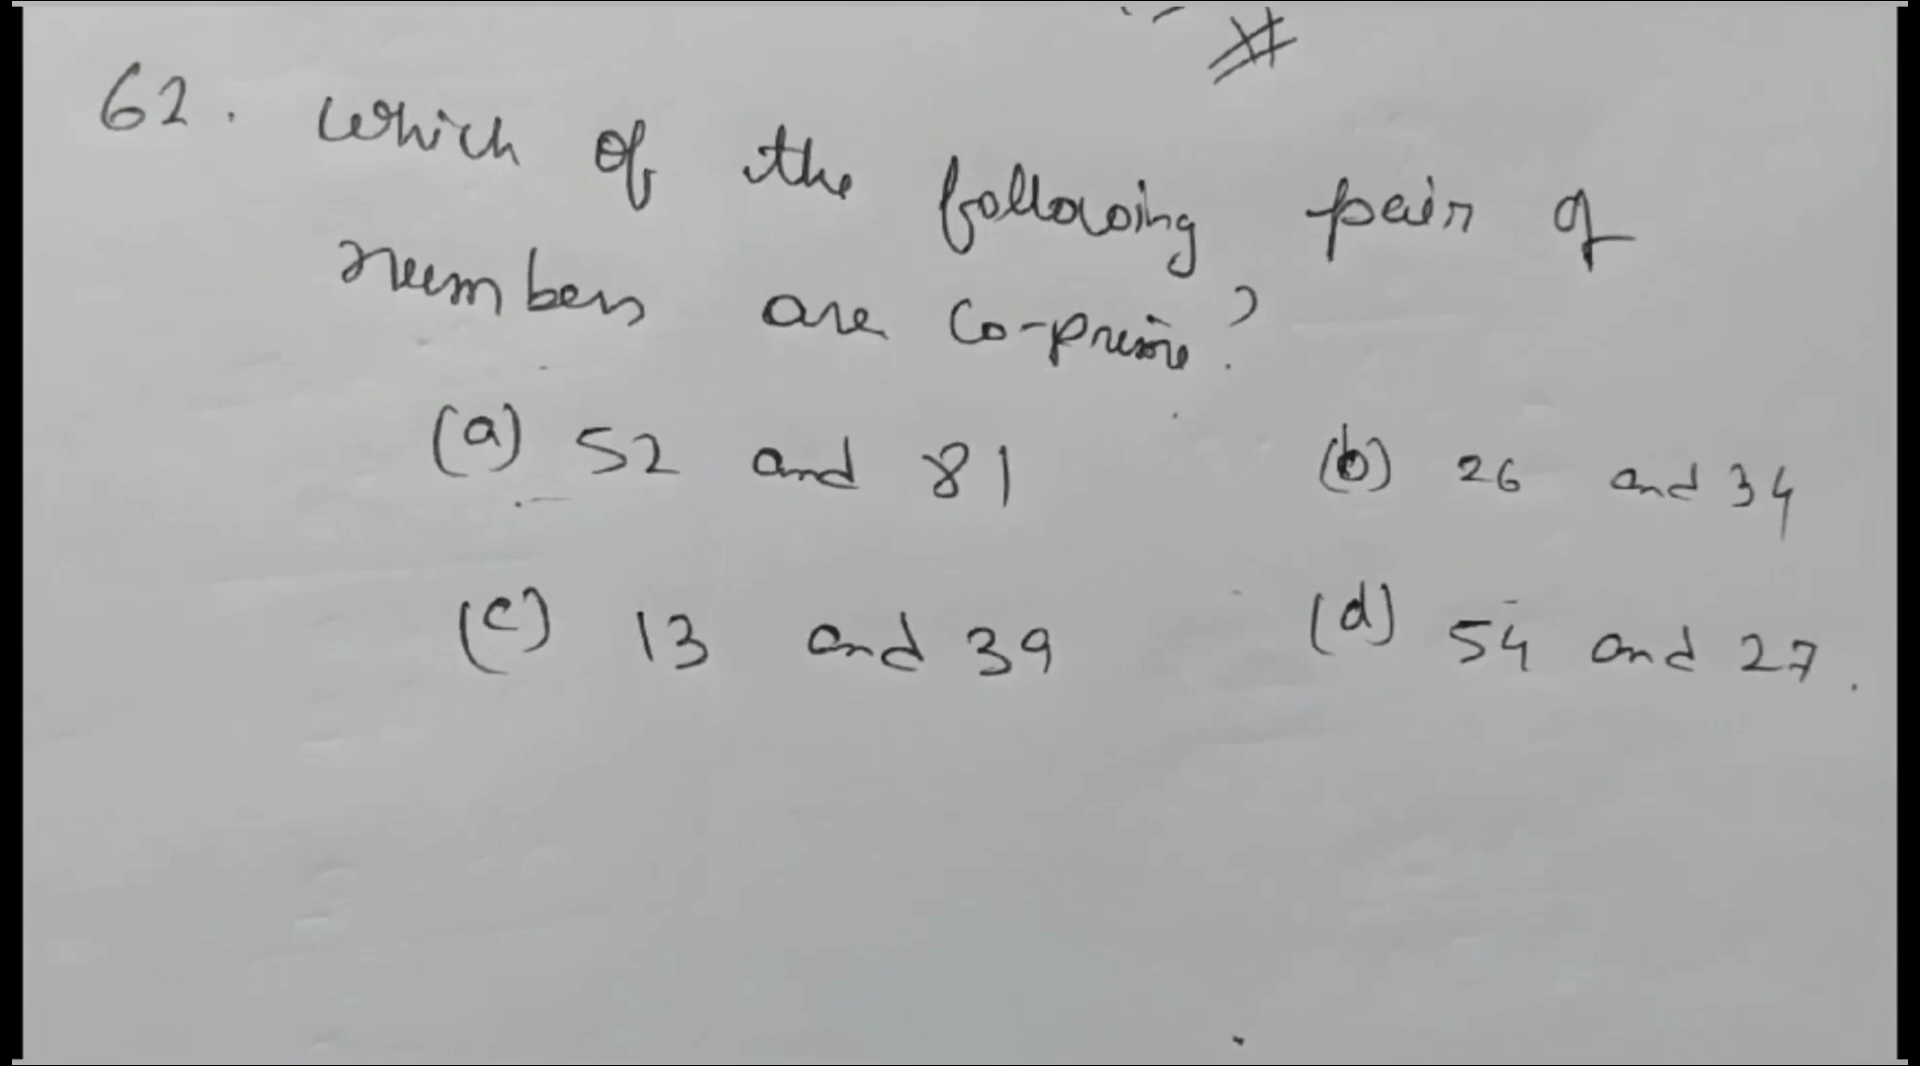 62. Which of the following pair of
numbers are Co-prime?
(a) 52 and 81 (b) 26 and 34
(c) 13 and 39 (d) 54 and 27.